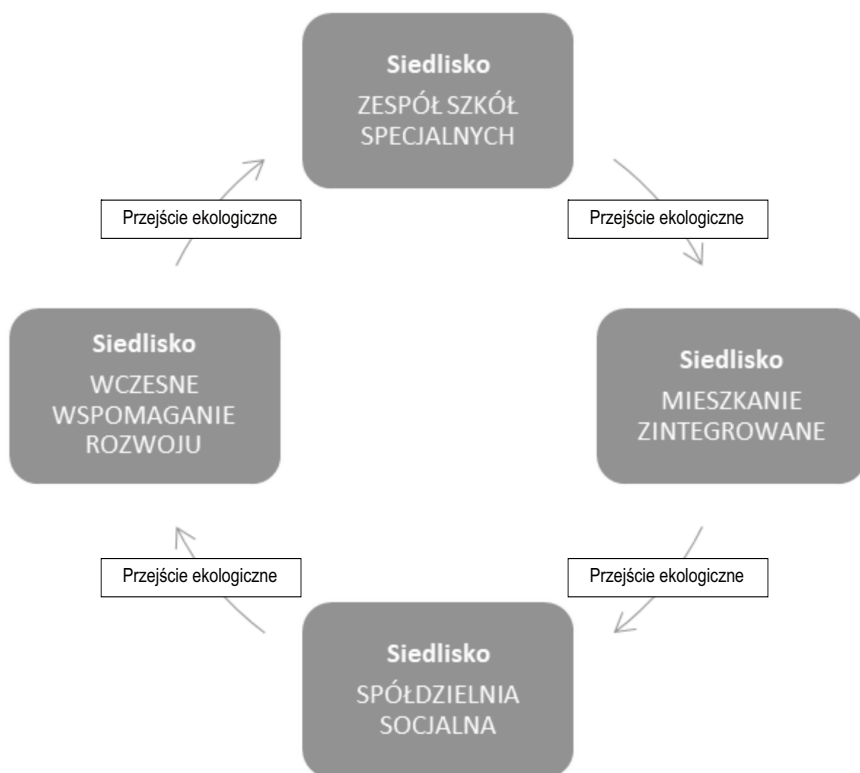 Siedlisko
ZESPÓŁ SZKÓŁ
SPECJALNYCH
Przejście ekologiczne
Przejście ekologiczne
Siedlisko
WCZESNE
WSPOMAGANIE
ROZWOJU
Siedlisko
MIESZKANIE
ZINTEGROWANE
Przejście ekologiczne
Przejście ekologiczne
Siedlisko
SPÓŁDZIELNIA
SOCJALNA